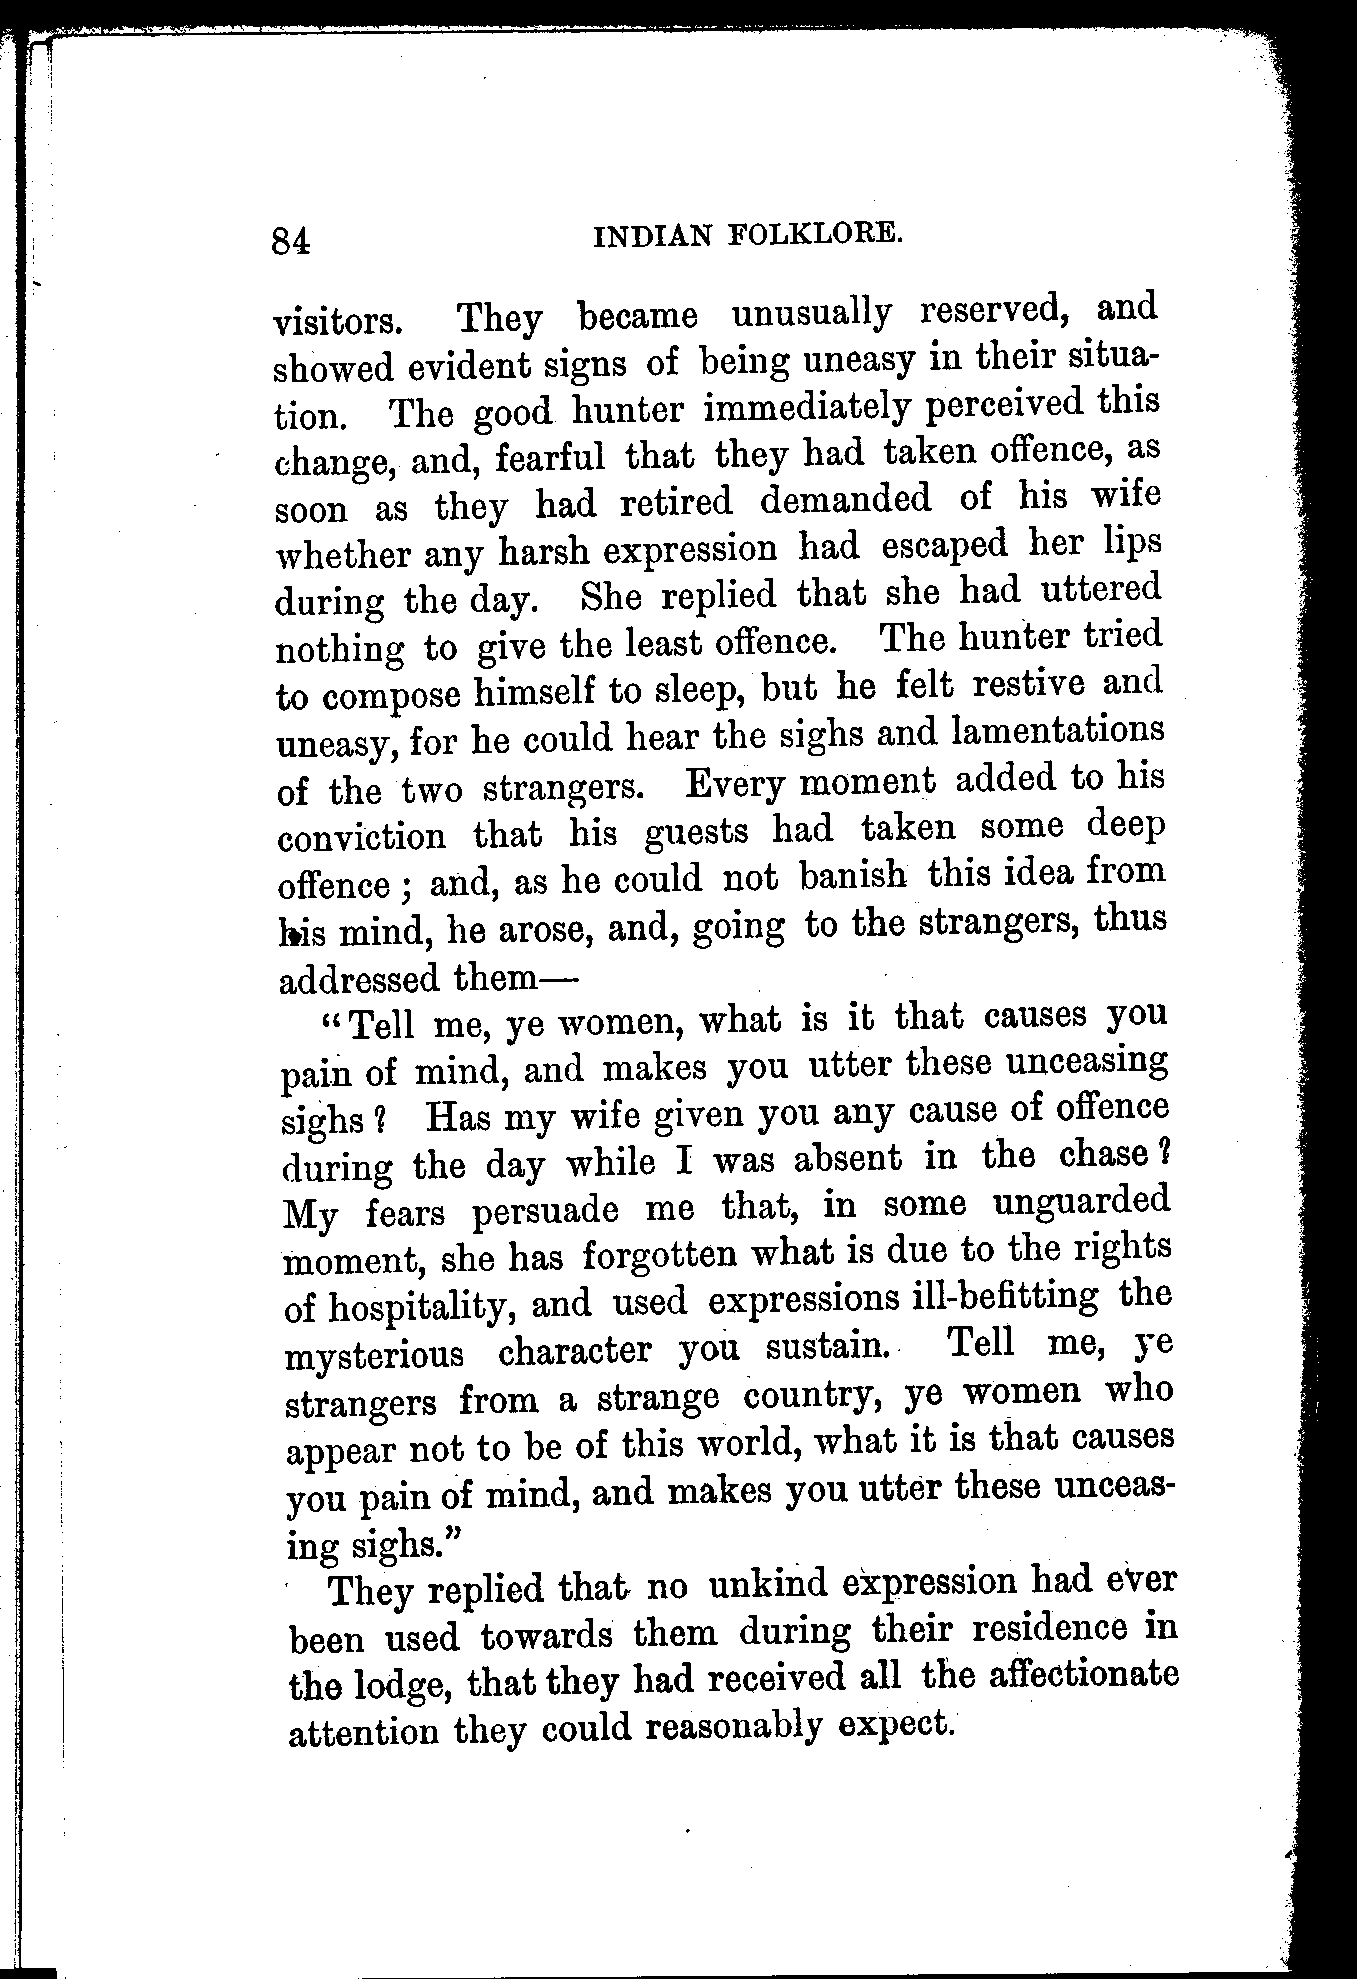 84 INDIAN FOLKLORE.
visitors. They became unusually reserved, and
showed evident signs of being uneasy in their situa-
tion. The good hunter immediately perceived this
change, and, fearful that they had taken offence, as
soon as they had retired demanded of his wife
whether any harsh expression had escaped her lips
during the day. She replied that she had uttered
nothing to give the least offence. The hunter tried
to compose himself to sleep, but he felt restive and
uneasy, for he could hear the sighs and lamentations
of the two strangers. Every moment added to his
conviction that his guests had taken some deep
offence ; and, as he could not banish this idea from
his mind, he arose, and, going to the strangers, thus
addressed them—
“Tell me, ye women, what is it that causes you
pain of mind, and makes you utter these unceasing
sighs ? Has my wife given you any cause of offence
during the day while I was absent in the chase ?
My fears persuade me that, in some unguarded
moment, she has forgotten what is due to the rights
of hospitality, and used expressions ill-befitting the
mysterious character you sustain. Tell me, ye
strangers from a strange country, ye women who
appear not to be of this world, what it is that causes
you pain of mind, and makes you utter these unceas-
ing sighs.”
They replied that no unkind expression had ever
been used towards them during their residence in
the lodge, that they had received all the affectionate
attention they could reasonably expect.